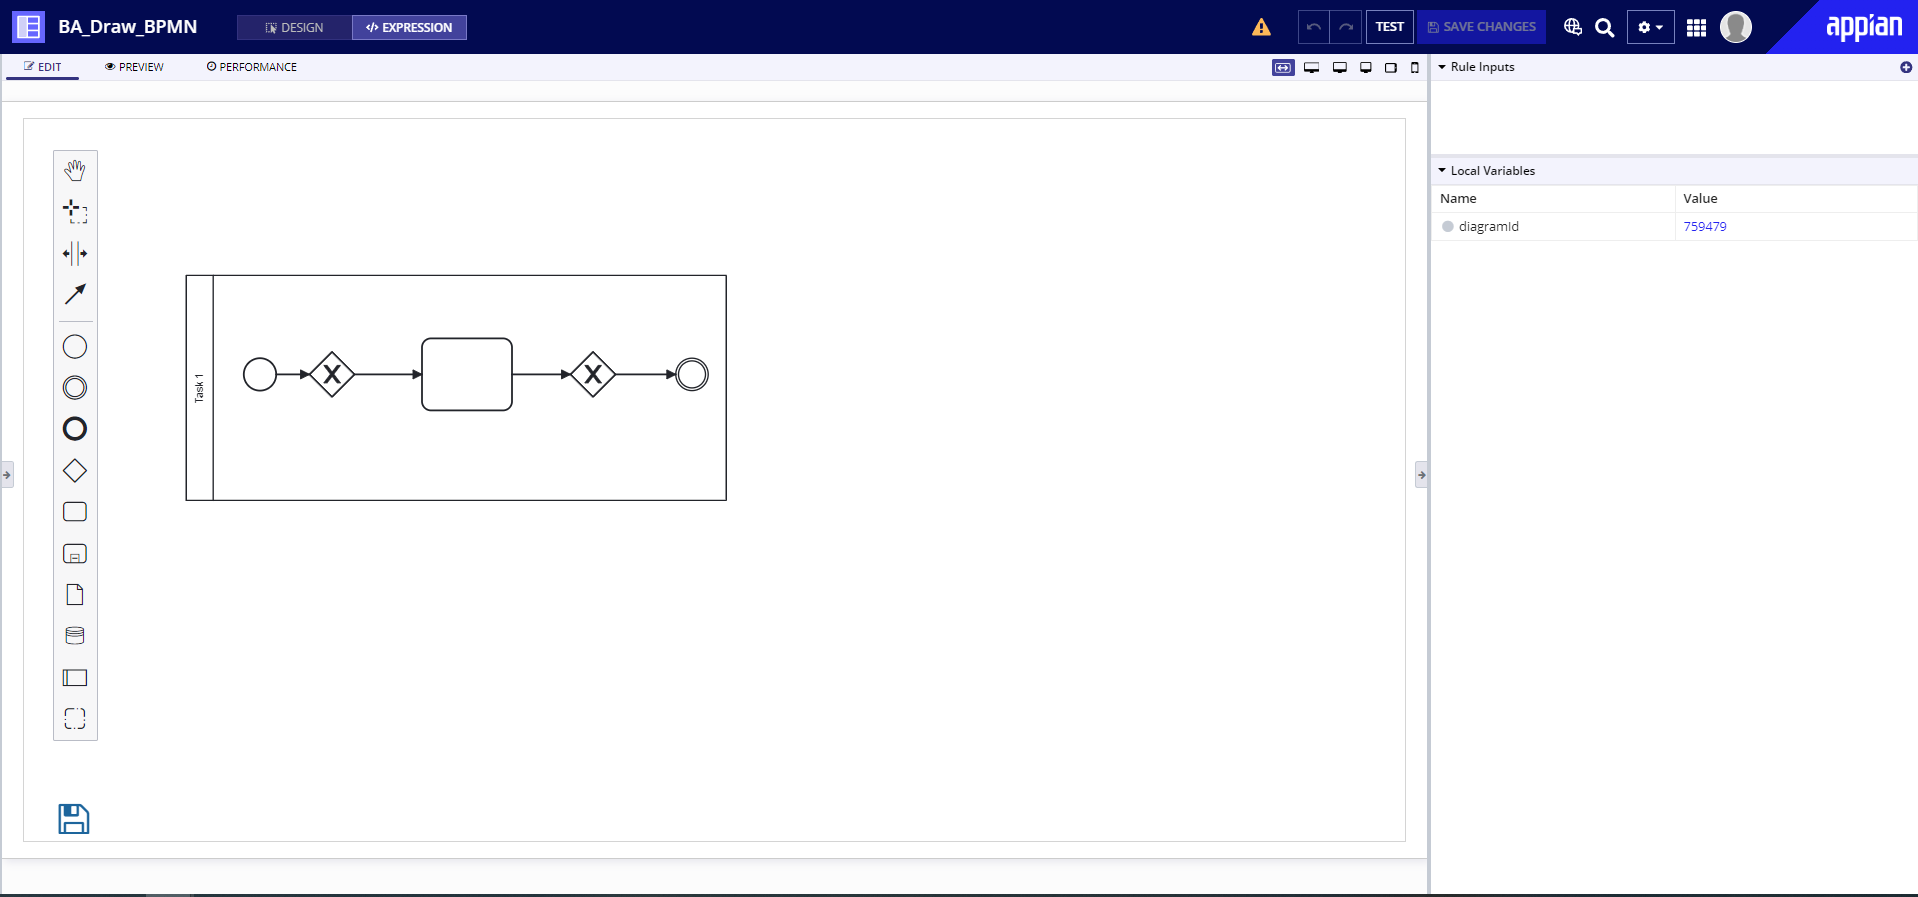 BA_Draw_BPMN
DESIGN
</> EXPRESSION
TEST
SAVE CHANGES
appian
EDIT
PREVIEW
PERFORMANCE
Rule Inputs
Local Variables
Name
Value
diagramId
759479
Task 1
X
X